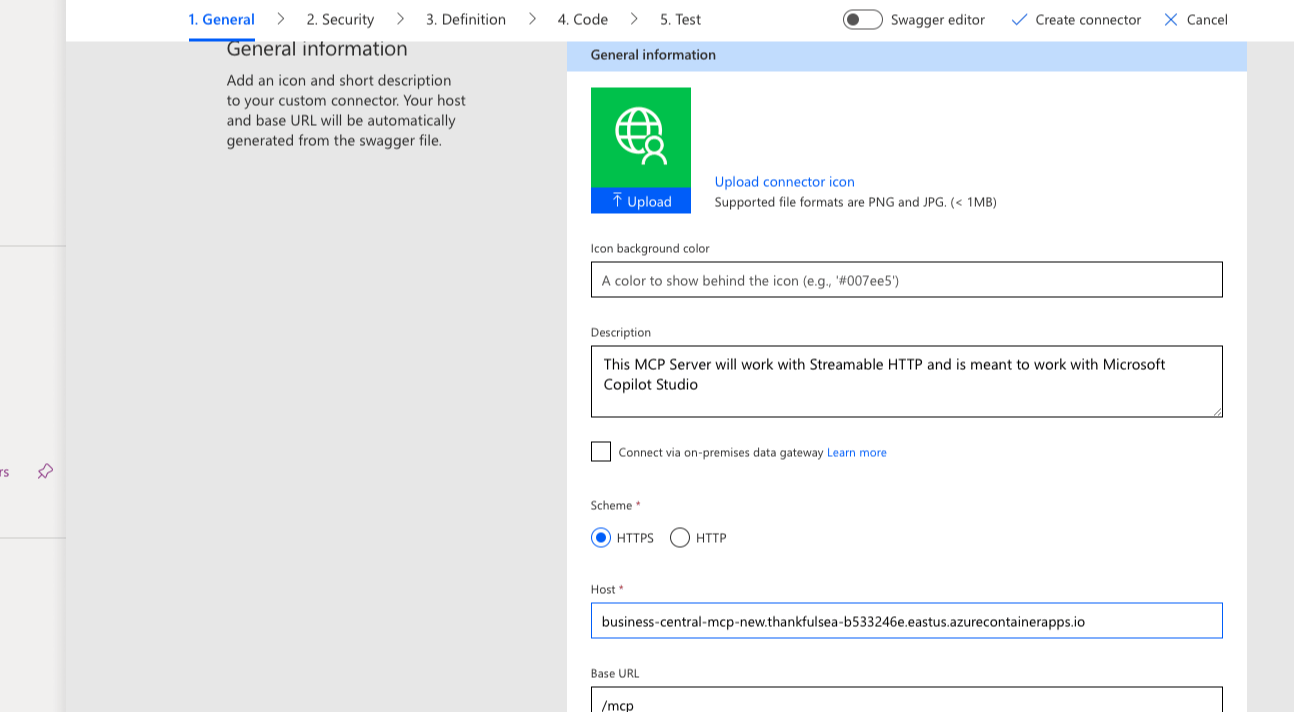 1. General
2. Security
3. Definition
4. Code
5. Test
Swagger editor
Create connector
Cancel
General information
Add an icon and short description
to your custom connector. Your host
and base URL will be automatically
generated from the swagger file.
General information
Upload
Upload connector icon
Supported file formats are PNG and JPG. (< 1MB)
Icon background color
A color to show behind the icon (e.g., '#007ee5')
Description
This MCP Server will work with Streamable HTTP and is meant to work with Microsoft
Copilot Studio
Connect via on-premises data gateway Learn more
rs
Scheme *
HTTPS
HTTP
Host *
business-central-mcp-new.thankfulsea-b533246e.eastus.azurecontainerapps.io
Base URL
/mcp